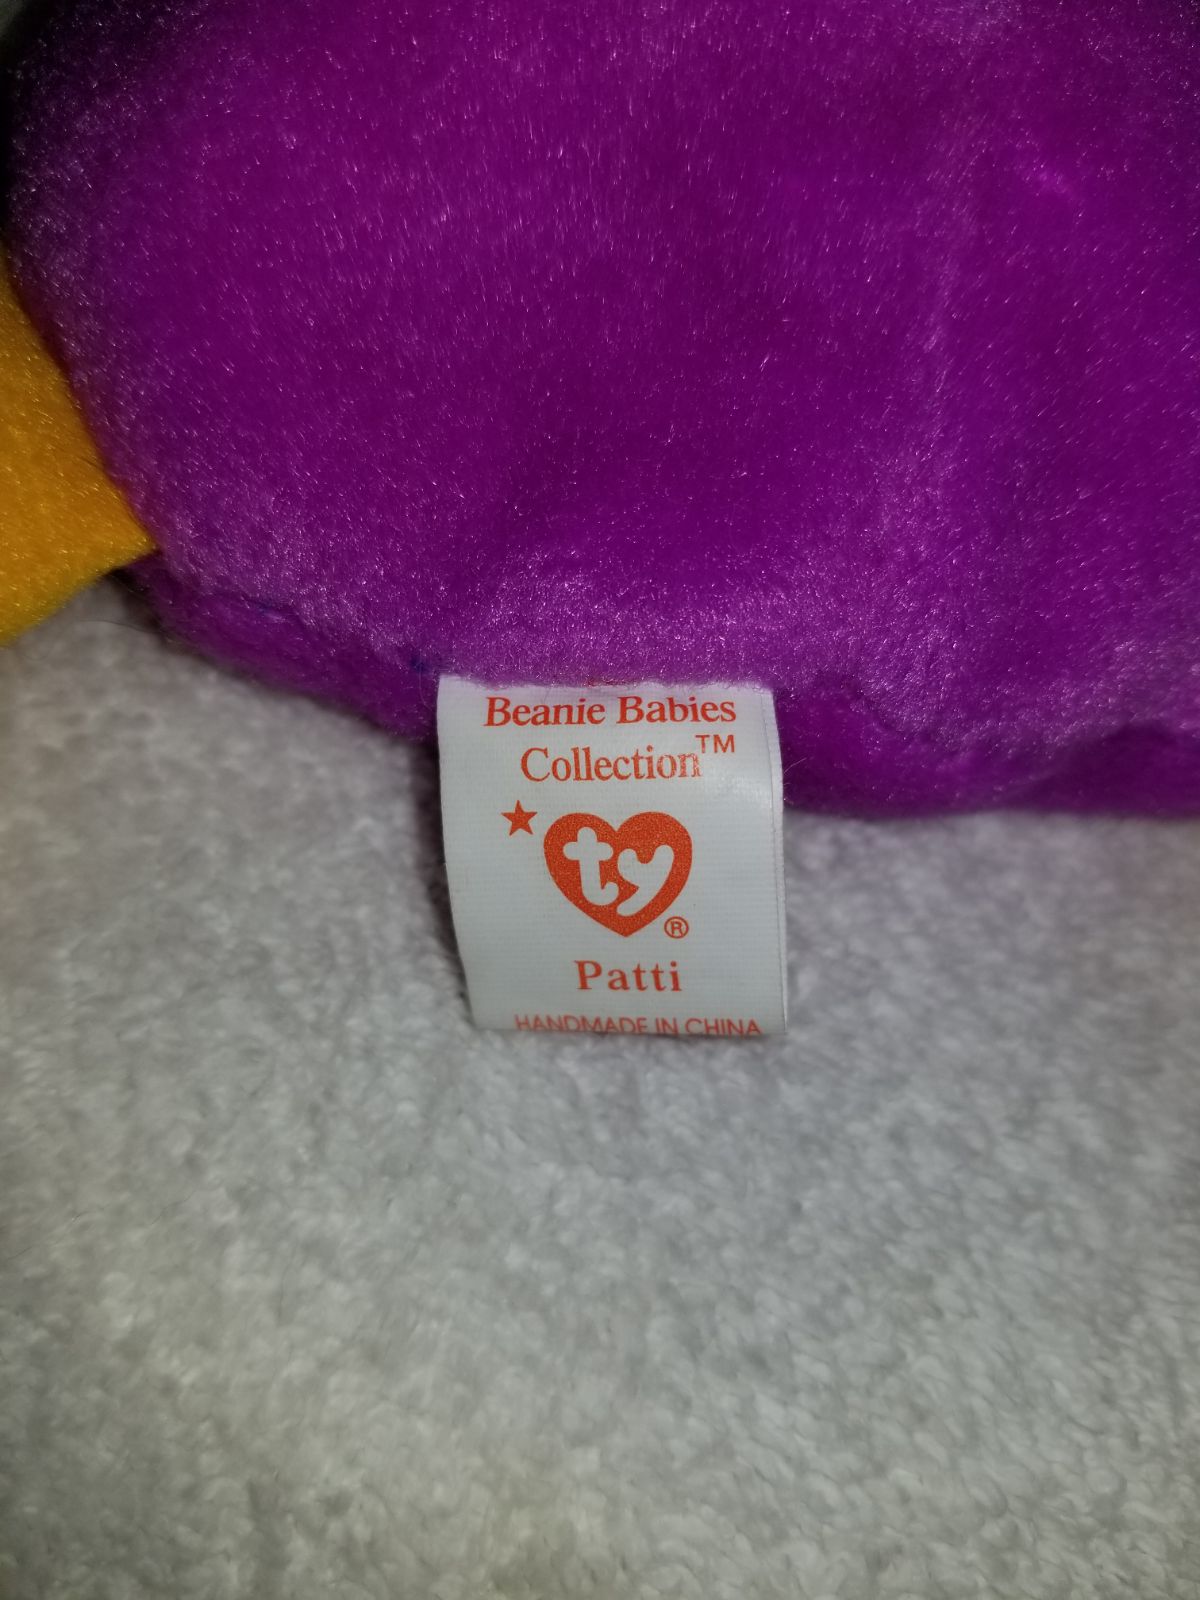 Beanie Babies
Collection™
ty®
Patti
HANDMADE IN CHINA